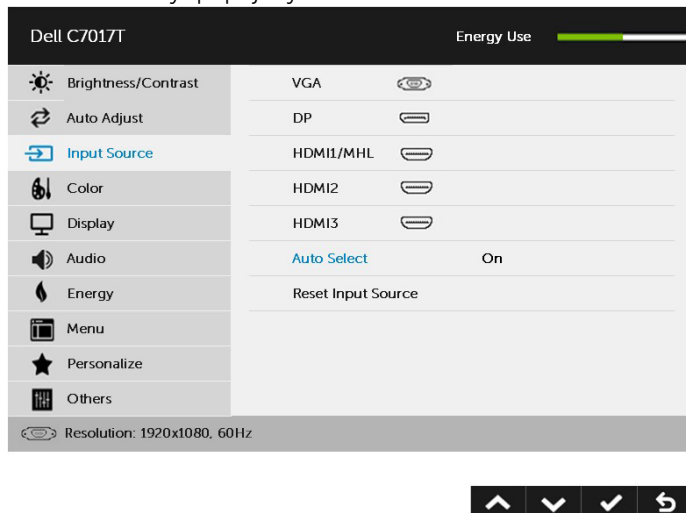 Dell C7017T Energy Use
Brightness/Contrast VGA
Auto Adjust DP
Input Source HDMI1/MHL
Color HDMI2
Display HDMI3
Audio Auto Select On
Energy Reset Input Source
Menu
Personalize
Others
Resolution: 1920x1080, 60Hz